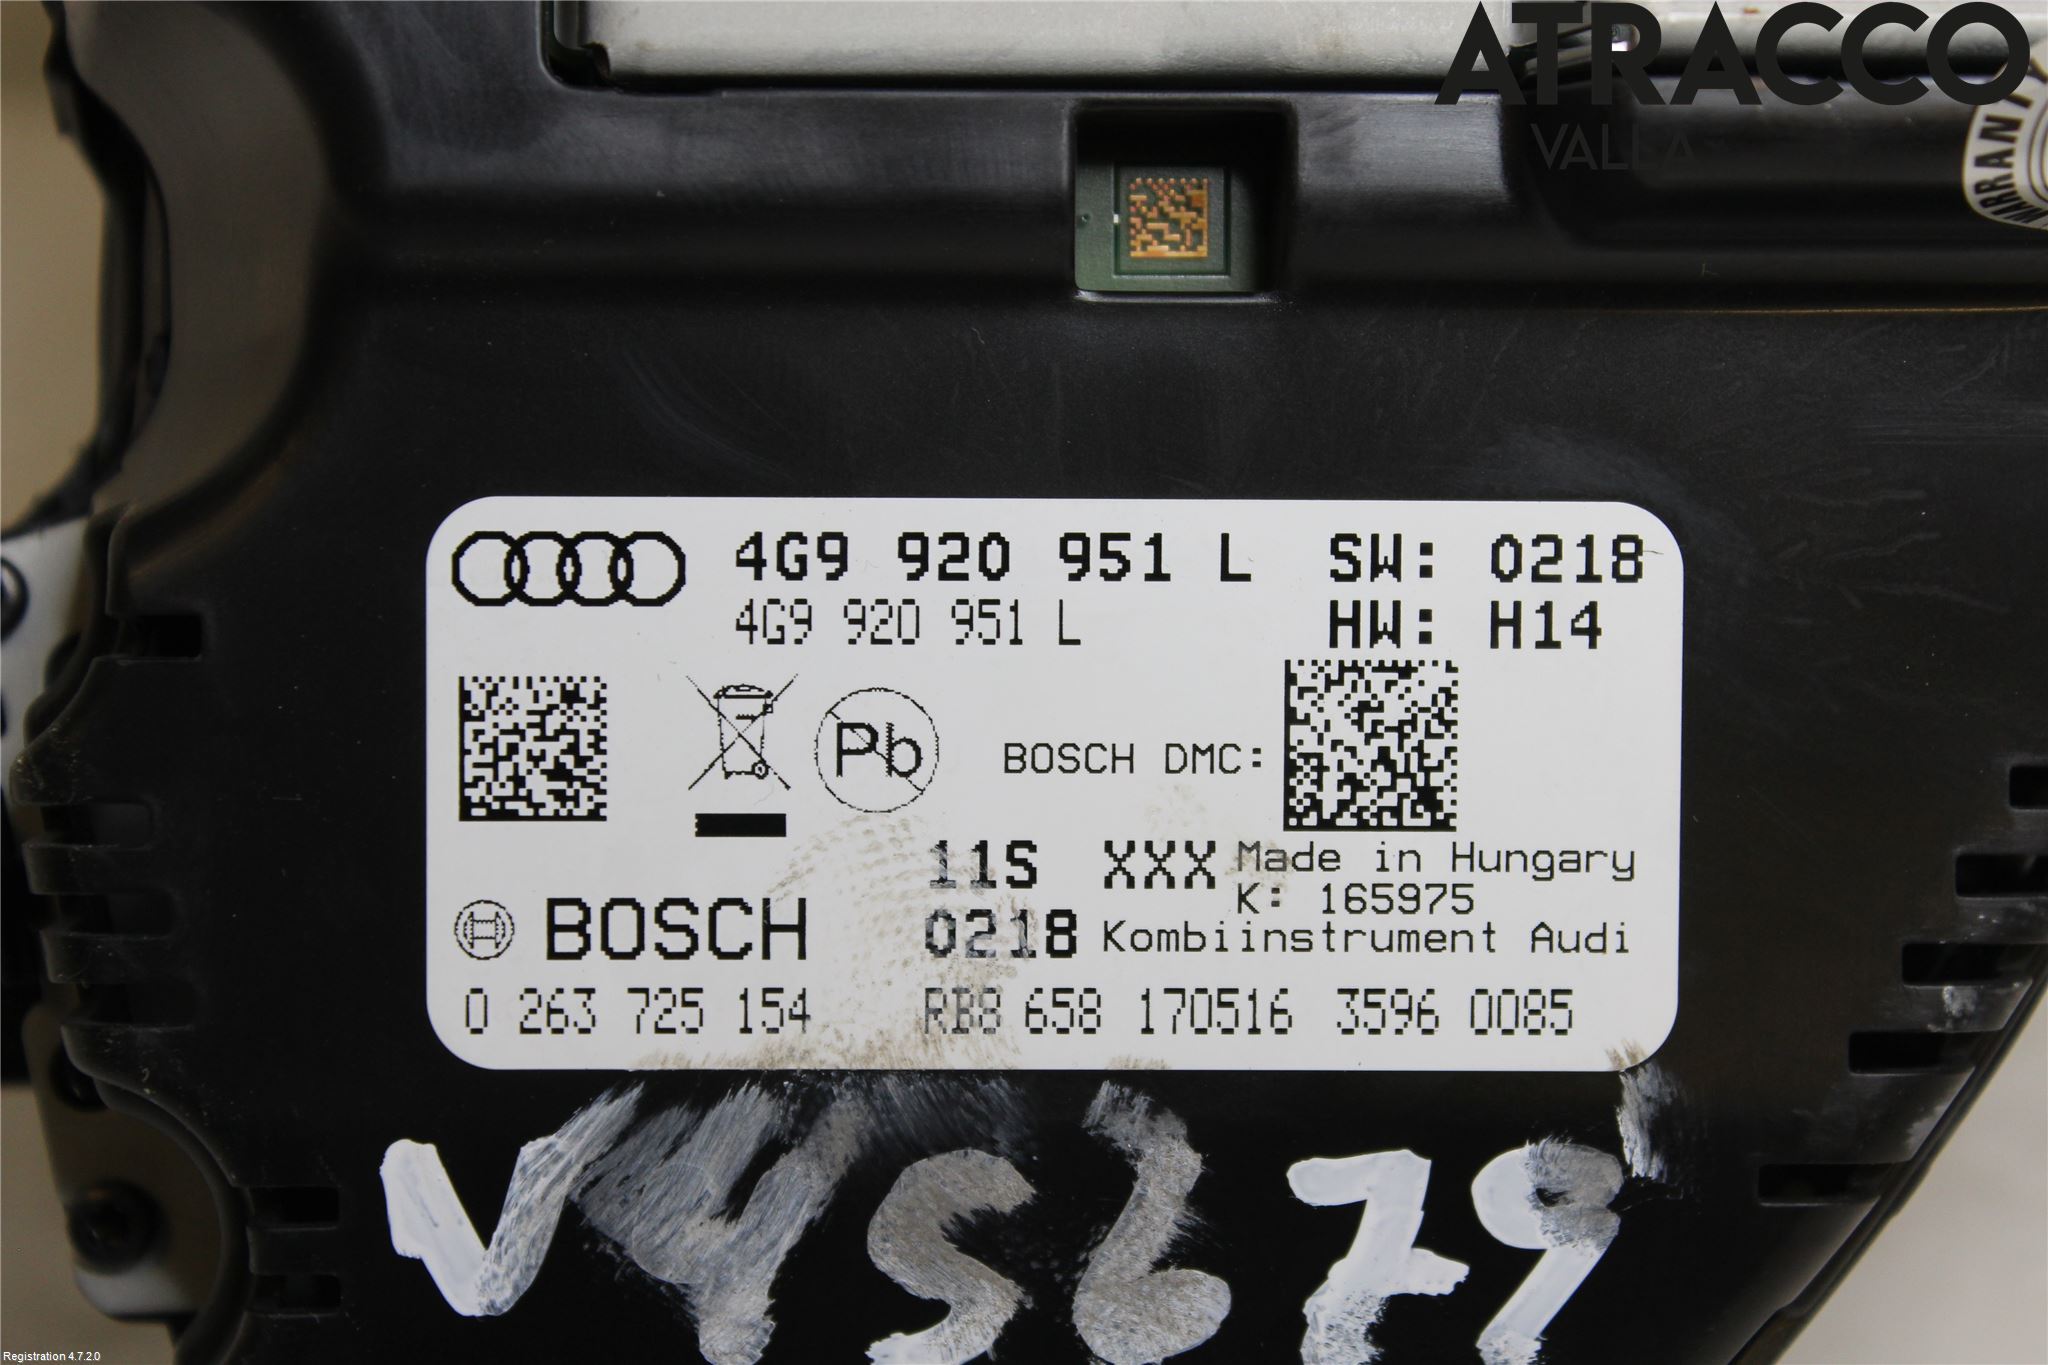 ATRACCO
VALLA
WARRANTY
4G9 920 951 L SW: 0218
4G9 920 951 L HW: H14
Pb
BOSCH DMC:
11S XXX Made in Hungary
K: 165975
BOSCH 0218 Kombiinstrument Audi
0 263 725 154 RB8 658 170516 3596 0085
V45679
Registration 4.7.2.0